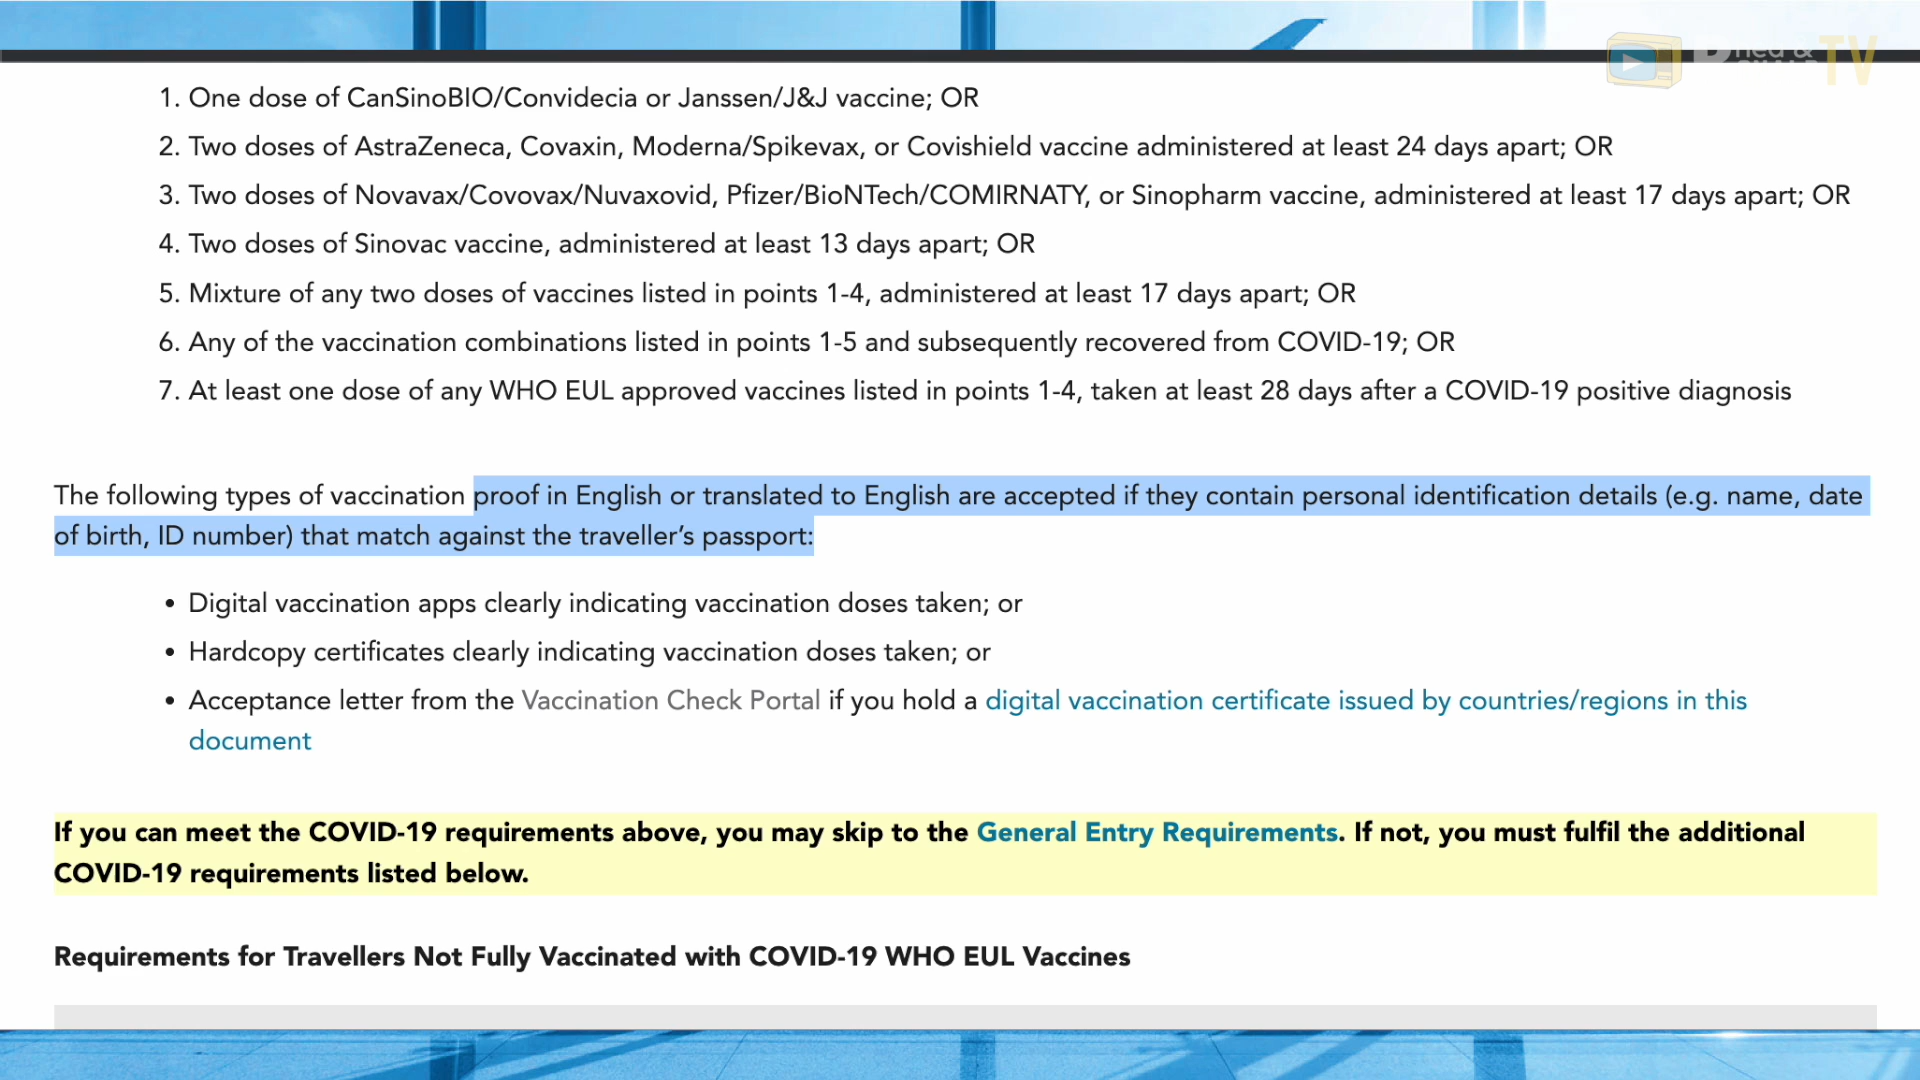 1. One dose of CanSinoBIO/Convidecia or Janssen/J&J vaccine; OR
2. Two doses of AstraZeneca, Covaxin, Moderna/Spikevax, or Covishield vaccine administered at least 24 days apart; OR
3. Two doses of Novavax/Covovax/Nuvaxovid, Pfizer/BioNTech/COMIRNATY, or Sinopharm vaccine, administered at least 17 days apart; OR
4. Two doses of Sinovac vaccine, administered at least 13 days apart; OR
5. Mixture of any two doses of vaccines listed in points 1-4, administered at least 17 days apart; OR
6. Any of the vaccination combinations listed in points 1-5 and subsequently recovered from COVID-19; OR
7. At least one dose of any WHO EUL approved vaccines listed in points 1-4, taken at least 28 days after a COVID-19 positive diagnosis
The following types of vaccination proof in English or translated to English are accepted if they contain personal identification details (e.g. name, date
of birth, ID number) that match against the traveller’s passport:
• Digital vaccination apps clearly indicating vaccination doses taken; or
• Hardcopy certificates clearly indicating vaccination doses taken; or
• Acceptance letter from the Vaccination Check Portal if you hold a digital vaccination certificate issued by countries/regions in this
document
If you can meet the COVID-19 requirements above, you may skip to the General Entry Requirements. If not, you must fulfil the additional
COVID-19 requirements listed below.
Requirements for Travellers Not Fully Vaccinated with COVID-19 WHO EUL Vaccines
TV